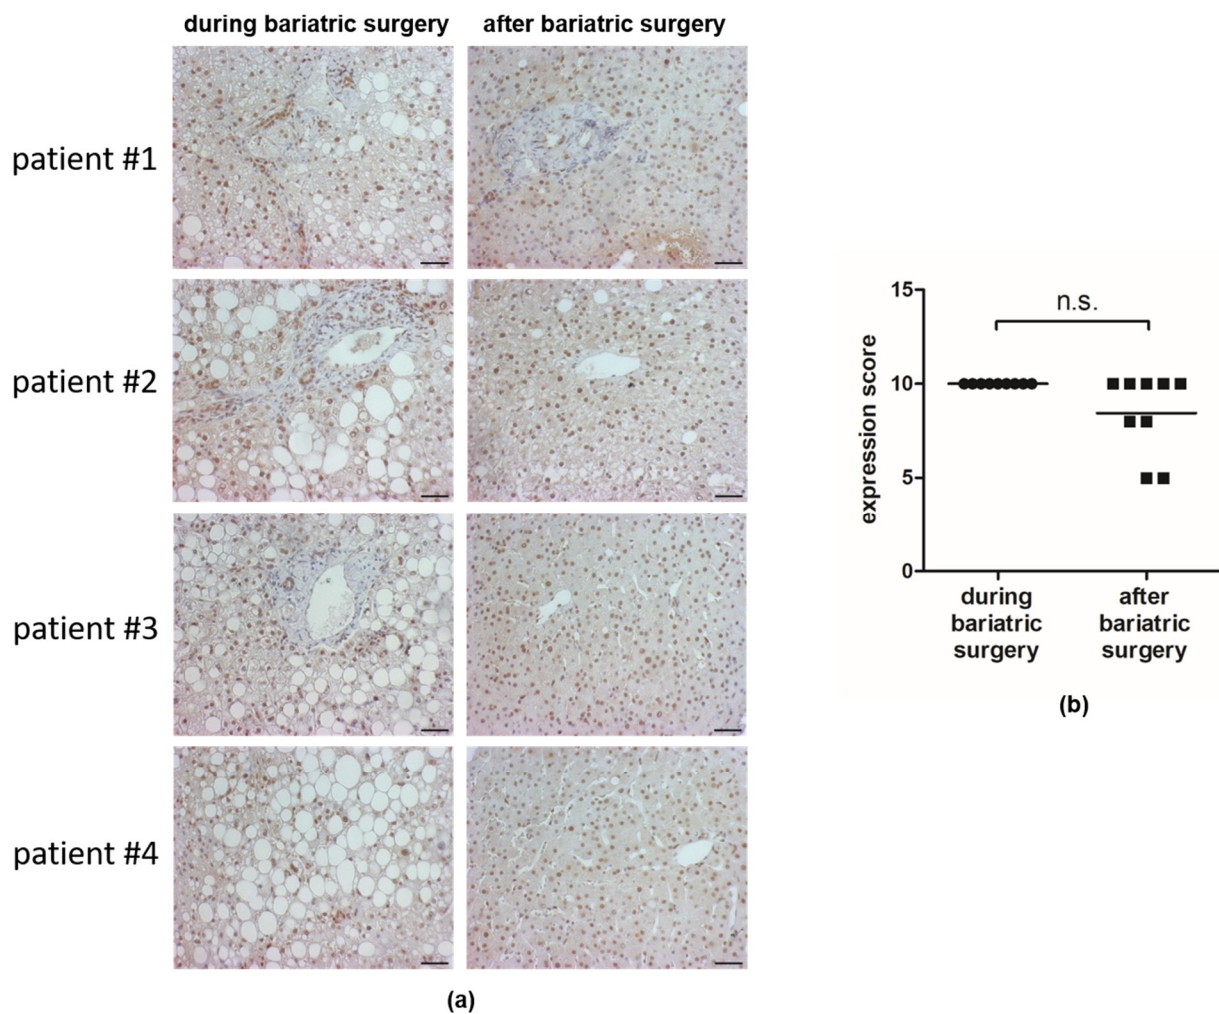 during bariatric surgery
after bariatric surgery
patient #1
patient #2
patient #3
patient #4
(a)
n.s.
15
10
5
0
expression score
during
bariatric
surgery
after
bariatric
surgery
(b)